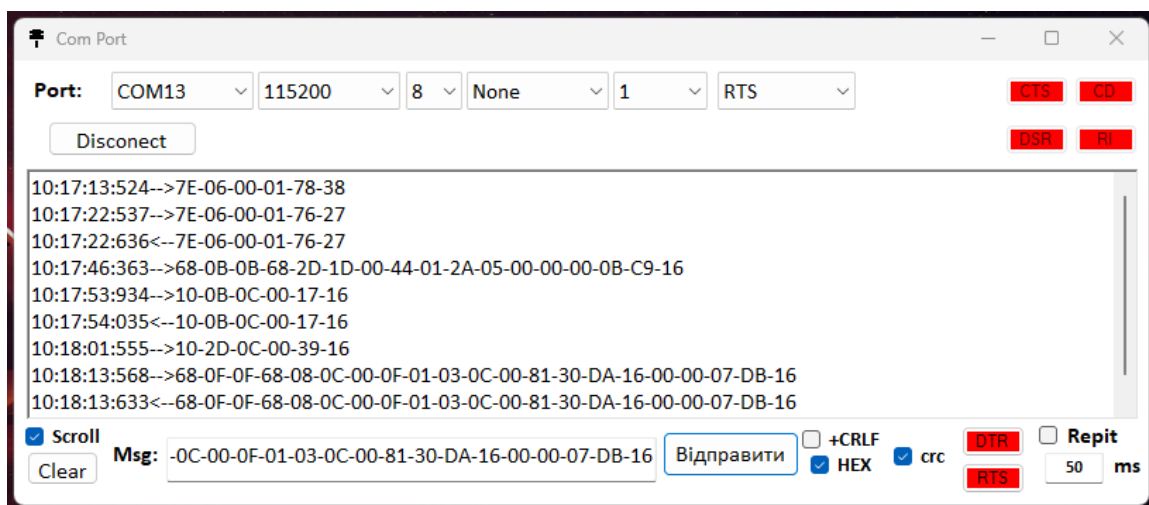 Com Port
Port: COM13 115200 8 None 1 RTS CTS CD
Disconect DSR RI
10:17:13:524-->7E-06-00-01-78-38
10:17:22:537-->7E-06-00-01-76-27
10:17:22:636<--7E-06-00-01-76-27
10:17:46:363-->68-0B-0B-68-2D-1D-00-44-01-2A-05-00-00-00-0B-C9-16
10:17:53:934-->10-0B-0C-00-17-16
10:17:54:035<--10-0B-0C-00-17-16
10:18:01:555-->10-2D-0C-00-39-16
10:18:13:568-->68-0F-0F-68-08-0C-00-0F-01-03-0C-00-81-30-DA-16-00-00-07-DB-16
10:18:13:633<--68-0F-0F-68-08-0C-00-0F-01-03-0C-00-81-30-DA-16-00-00-07-DB-16
Scroll +CRLF DTR Repit
Msg: -0C-00-0F-01-03-0C-00-81-30-DA-16-00-00-07-DB-16 Відправити HEX crc
Clear RTS 50 ms